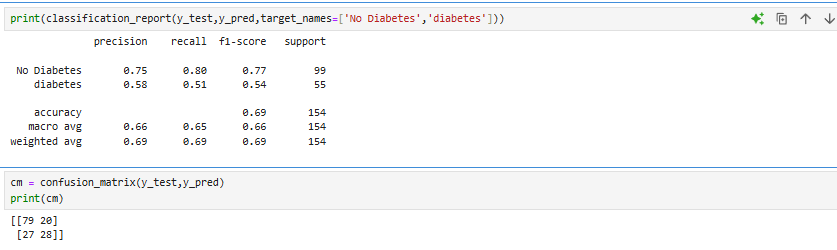 print(classification_report(y_test,y_pred,target_names=['No Diabetes','diabetes']))
precision recall f1-score support
No Diabetes 0.75 0.80 0.77 99
diabetes 0.58 0.51 0.54 55
accuracy 0.69 154
macro avg 0.66 0.65 0.66 154
weighted avg 0.69 0.69 0.69 154
cm = confusion_matrix(y_test,y_pred)
print(cm)
[[79 20]
[27 28]]